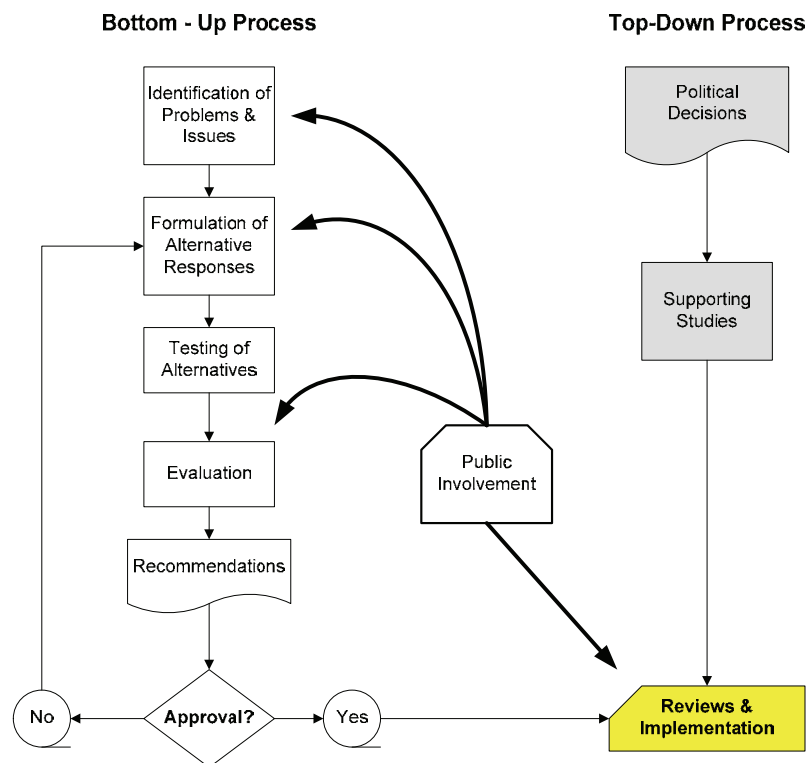 Bottom - Up Process
Top-Down Process
Identification of
Problems &
Issues
Political
Decisions
Formulation of
Alternative
Responses
Supporting
Studies
Testing of
Alternatives
Evaluation
Public
Involvement
Recommendations
No
Approval?
Yes
Reviews &
Implementation